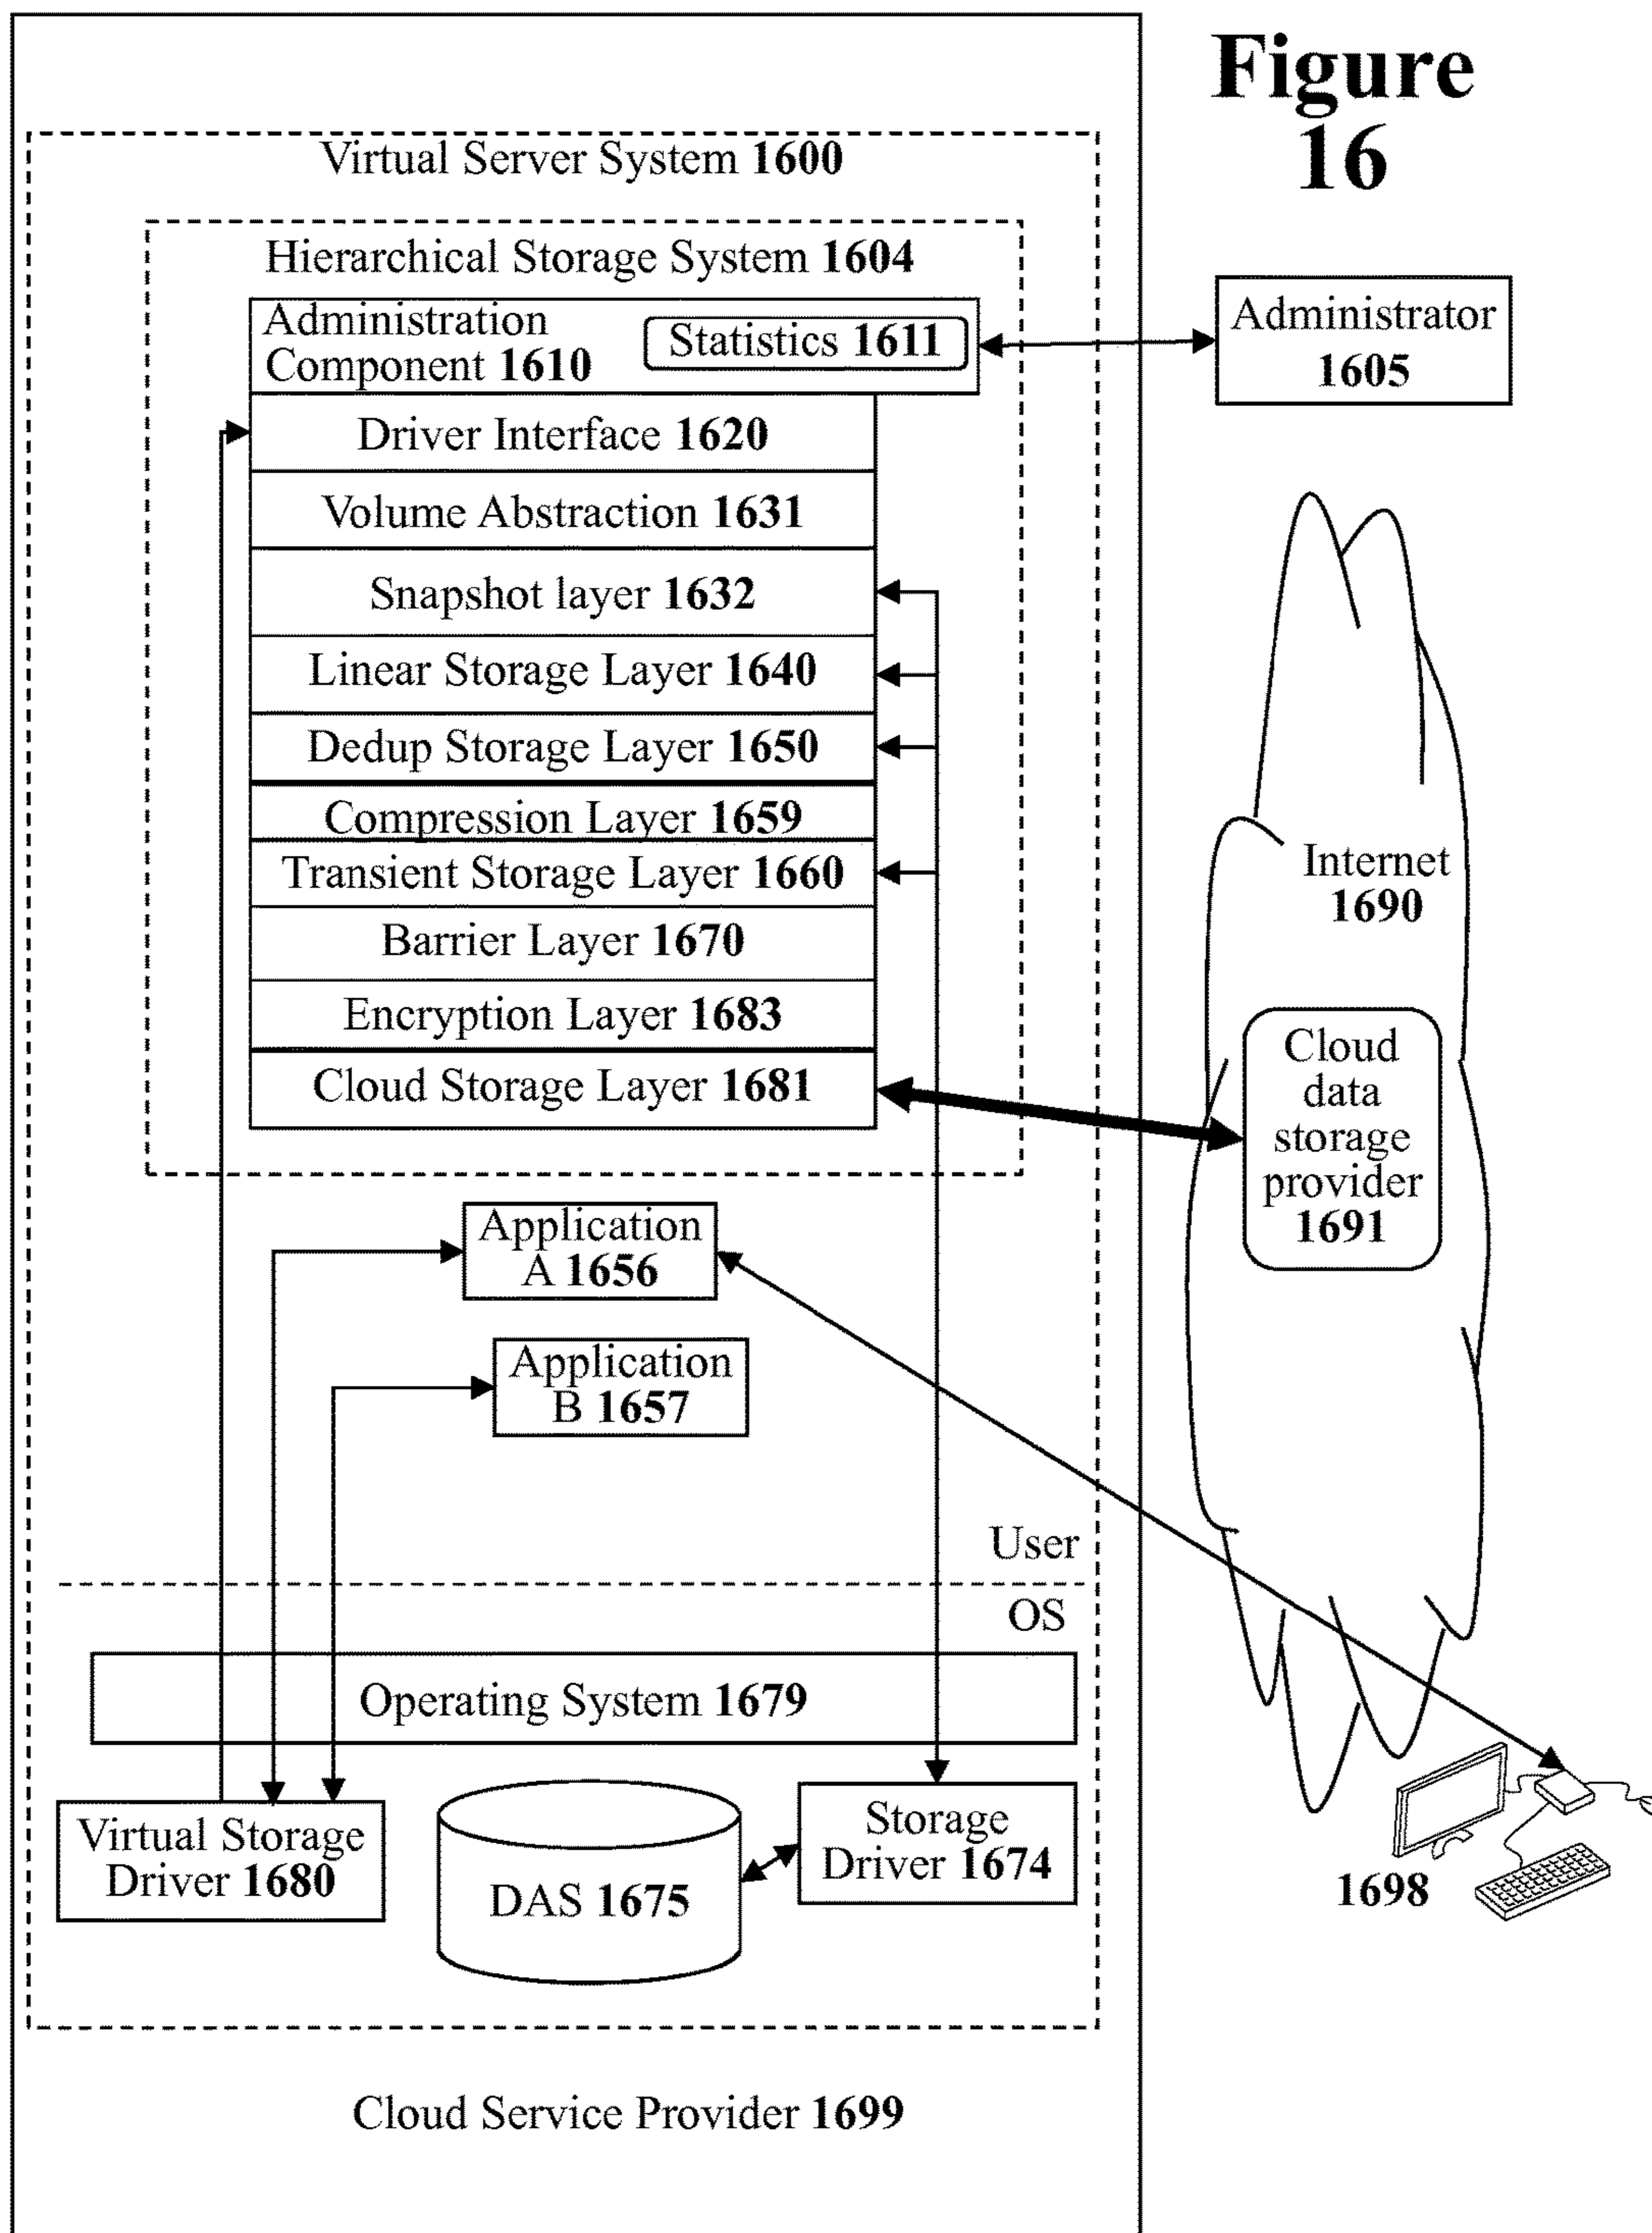 Figure
16
Virtual Server System 1600
Hierarchical Storage System 1604
Administration
Component 1610
Statistics 1611
Administrator
1605
Driver Interface 1620
Volume Abstraction 1631
Snapshot layer 1632
Linear Storage Layer 1640
Dedup Storage Layer 1650
Compression Layer 1659
Transient Storage Layer 1660
Barrier Layer 1670
Encryption Layer 1683
Cloud Storage Layer 1681
Internet
1690
Cloud
data
storage
provider
1691
Application
A 1656
Application
B 1657
User
OS
Operating System 1679
Virtual Storage
Driver 1680
DAS 1675
Storage
Driver 1674
1698
Cloud Service Provider 1699